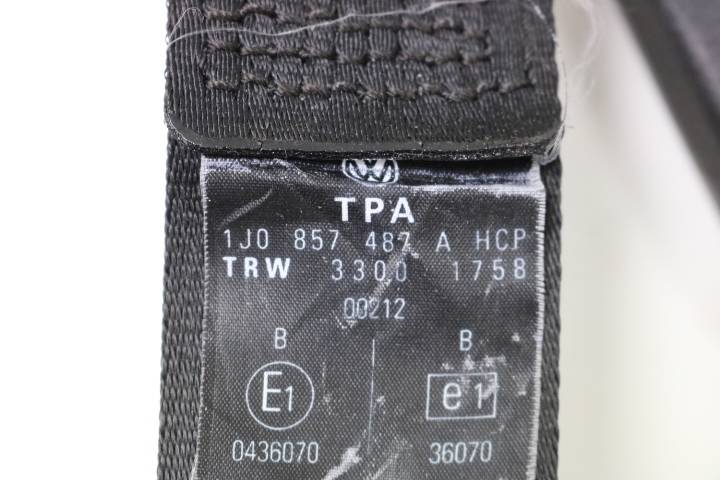 TPA
1J0 857 487 A HCP
TRW 3300 1758
00212
B B
E1 e1
0436070 36070